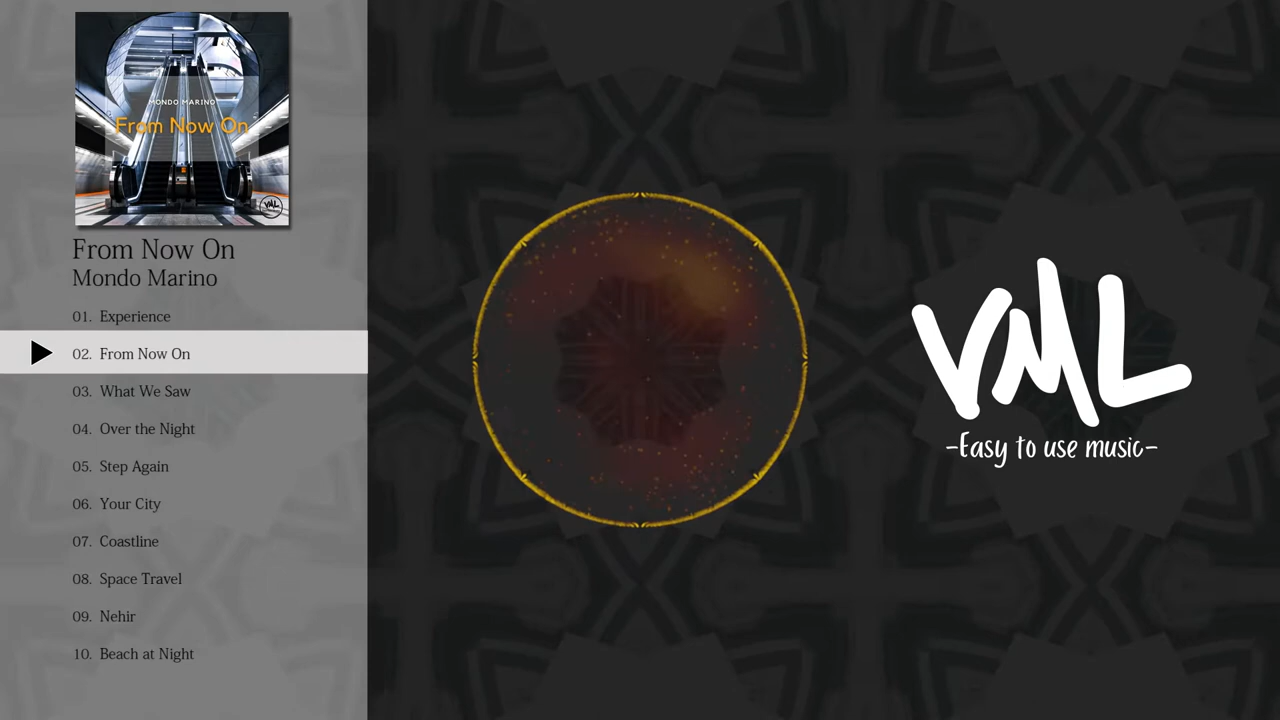 MONDO MARINO
From Now On
VML
From Now On
Mondo Marino
01. Experience
02. From Now On
03. What We Saw
04. Over the Night
05. Step Again
06. Your City
07. Coastline
08. Space Travel
09. Nehir
10. Beach at Night
VML
-Easy to use music-